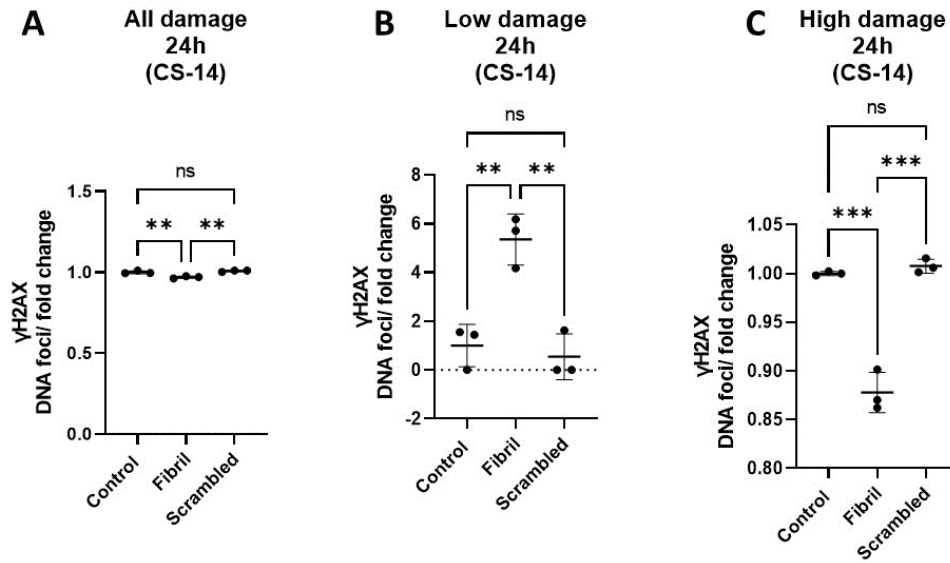 A
All damage
24h
(CS-14)
ns
** **
1.5
1.0
0.5
0.0
γH2AX
DNA foci/ fold change
Control
Fibril
Scrambled
B
Low damage
24h
(CS-14)
ns
** **
8
6
4
2
0
-2
γH2AX
DNA foci/ fold change
Control
Fibril
Scrambled
C
High damage
24h
(CS-14)
ns
***
***
1.05
1.00
0.95
0.90
0.85
0.80
γH2AX
DNA foci/ fold change
Control
Fibril
Scrambled